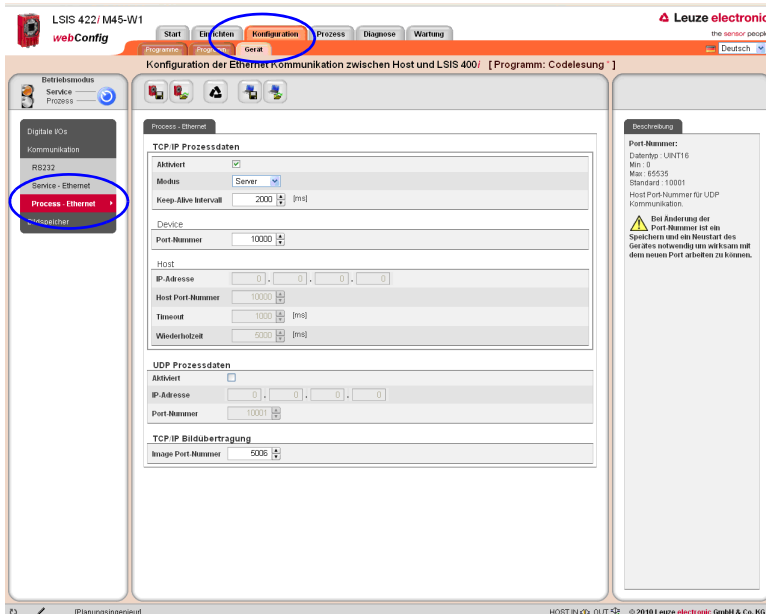 LSIS 422i M45-W1
webConfig
Start Einrichten Konfiguration Prozess Diagnose Wartung
Programme Programm Gerät
Leuze electronic
the sensor people
Deutsch
Konfiguration der Ethernet Kommunikation zwischen Host und LSIS 400i [Programm: Codelesung * ]
Betriebsmodus
Service
Prozess
Digitale I/Os
Kommunikation
RS232
Service - Ethernet
Process - Ethernet
Bildspeicher
Process - Ethernet
TCP/IP Prozessdaten
Aktiviert
Modus Server
Keep-Alive Intervall 2000 [ms]
Device
Port-Nummer 10000
Host
IP-Adresse 0 . 0 . 0 . 0
Host Port-Nummer 10000
Timeout 1000 [ms]
Wiederholzeit 5000 [ms]
UDP Prozessdaten
Aktiviert
IP-Adresse 0 . 0 . 0 . 0
Port-Nummer 10001
TCP/IP Bildübertragung
Image Port-Nummer 5006
Beschreibung
Port-Nummer:
Datentyp : UINT16
Min : 0
Max : 65535
Standard : 10001
Host Port-Nummer für UDP
Kommunikation.
Bei Änderung der
Port-Nummer ist ein
Speichern und ein Neustart des
Gerätes notwendig um wirksam mit
dem neuen Port arbeiten zu können.
[Planungsingenieur]
HOST IN OUT © 2010 Leuze electronic GmbH & Co. KG